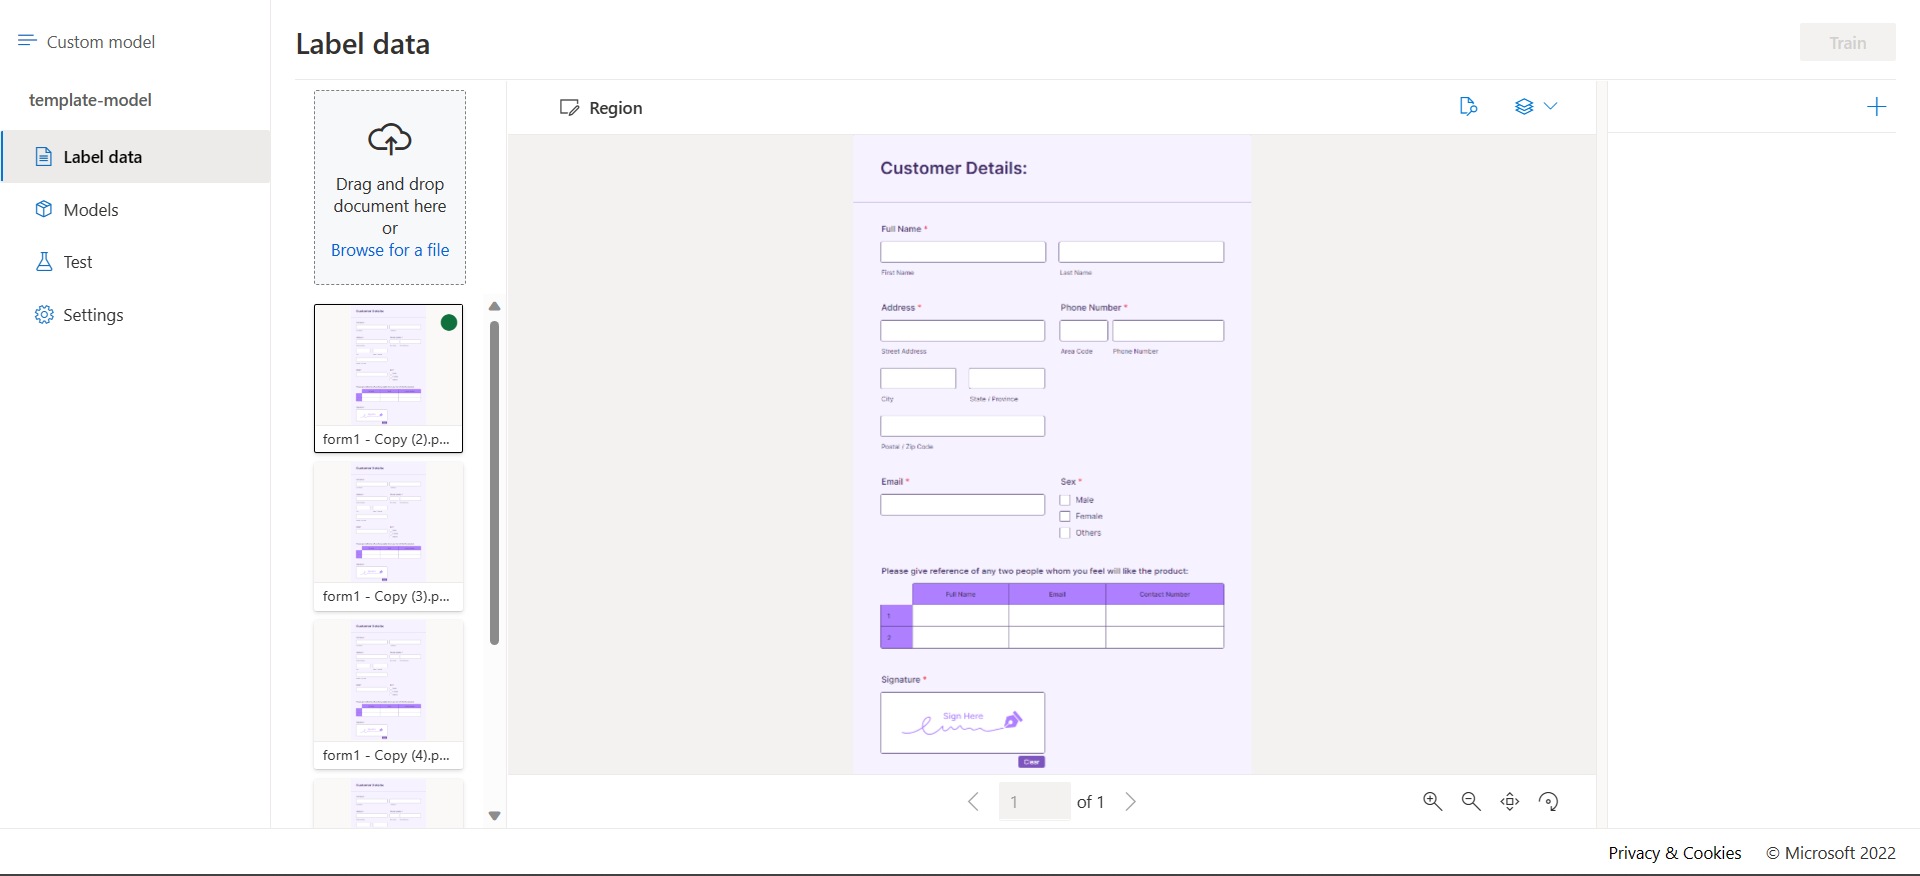 Custom model
template-model
Label data
Models
Test
Settings
Label data
Train
Drag and drop
document here
or
Browse for a file
form1 - Copy (2).p...
form1 - Copy (3).p...
form1 - Copy (4).p...
Region
Customer Details:
Full Name *
First Name
Last Name
Address *
Phone Number *
Street Address
Area Code
Phone Number
City
State / Province
Postal / Zip Code
Email *
Sex *
Male
Female
Others
Please give reference of any two people whom you feel will like the product:
Full Name
Email
Contact Number
1
2
Signature *
Sign Here
Clear
1
of 1
Privacy & Cookies
© Microsoft 2022